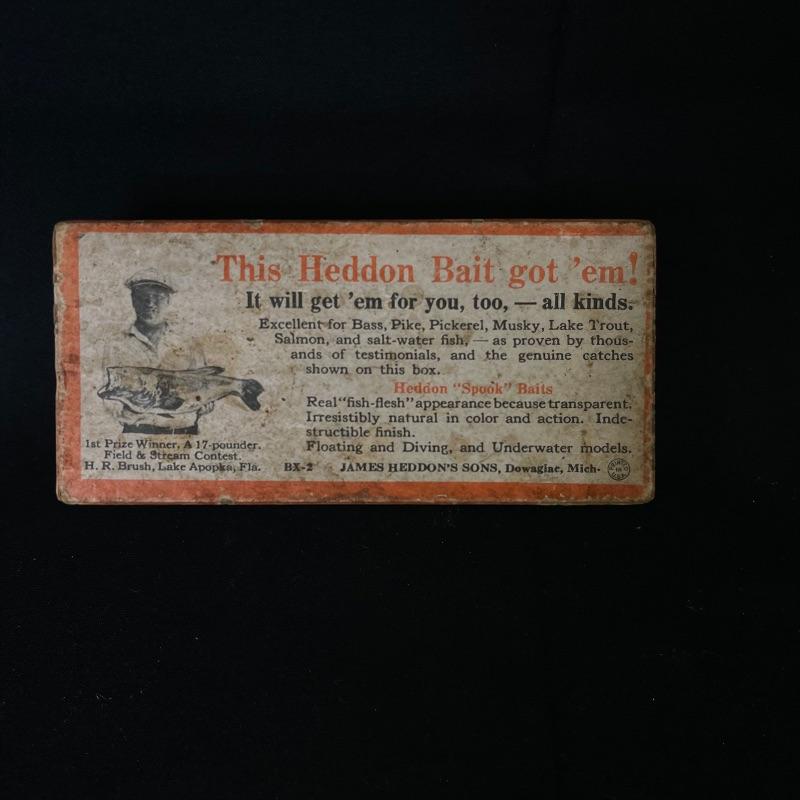 This Heddon Bait got 'em!
It will get 'em for you, too, — all kinds.
Excellent for Bass, Pike, Pickerel, Musky, Lake Trout,
Salmon, and salt-water fish, — as proven by thous-
ands of testimonials, and the genuine catches
shown on this box.
Heddon "Spook" Baits
Real "fish-flesh" appearance because transparent.
Irresistibly natural in color and action. Inde-
structible finish.
Floating and Diving, and Underwater models.
1st Prize Winner. A 17-pounder.
Field & Stream Contest.
H. R. Brush, Lake Apopka, Fla.
BX-2 JAMES HEDDON'S SONS, Dowagiac, Mich.
PRINTED
IN
U.S.A.